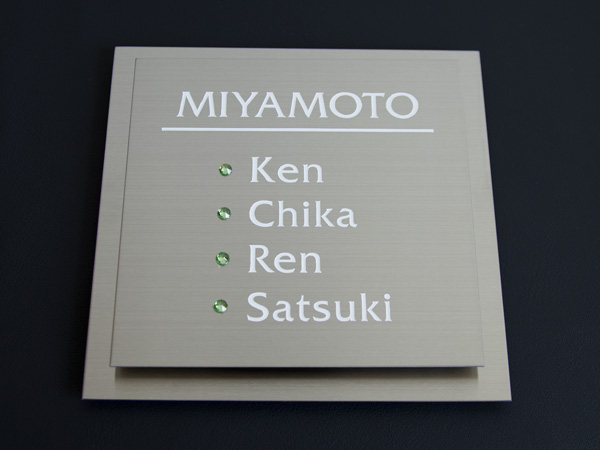 MIYAMOTO
Ken
Chika
Ren
Satsuki